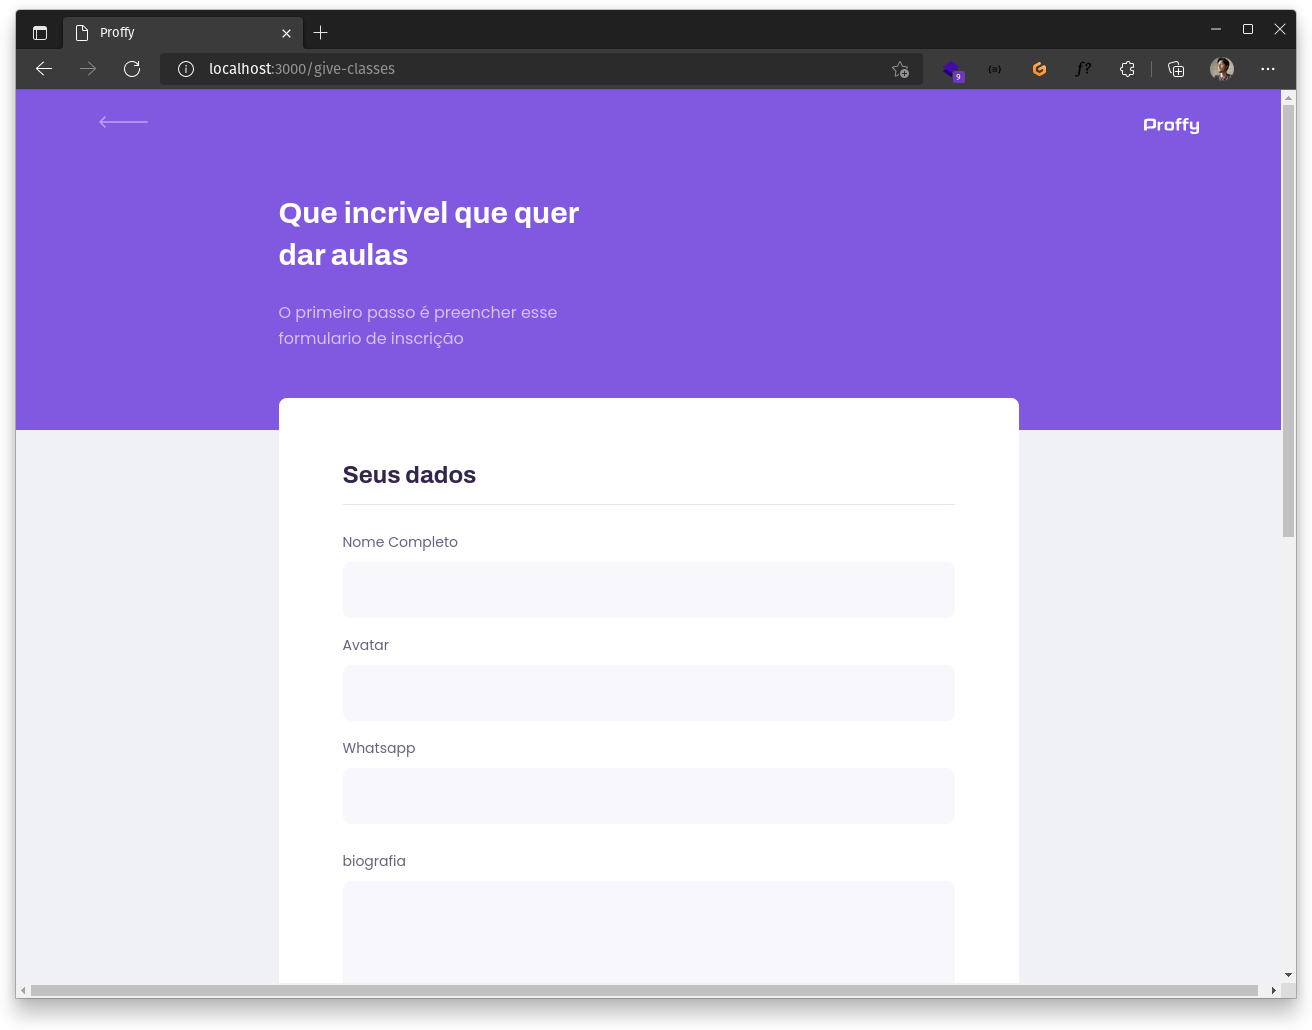 Proffy
localhost:3000/give-classes
9
f?
Proffy
Que incrivel que quer
dar aulas
O primeiro passo é preencher esse
formulario de inscrição
Seus dados
Nome Completo
Avatar
Whatsapp
biografia